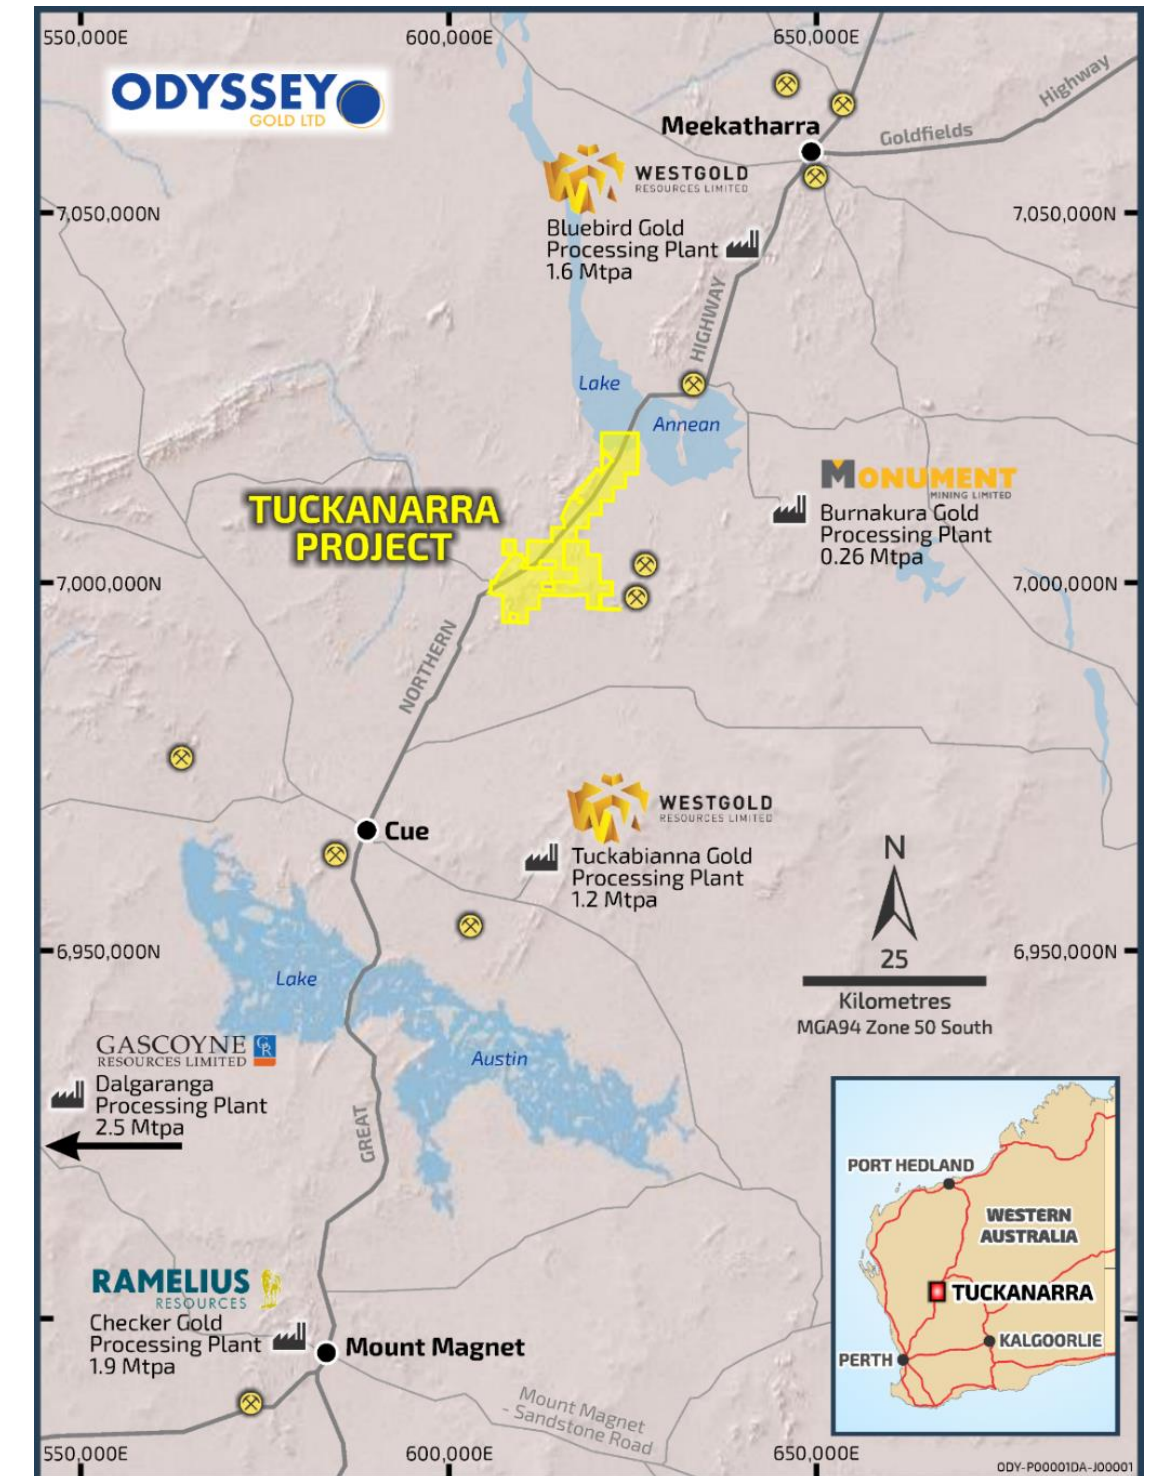 550,000E
600,000E
650,000E
ODYSSEY
GOLD LTD
Highway
Goldfields
Meekatharra
WESTGOLD
RESOURCES LIMITED
7,050,000N
7,050,000N
Bluebird Gold
Processing Plant
1.6 Mtpa
HIGHWAY
Lake
Annean
MONUMENT
MINING LIMITED
TUCKANARRA
PROJECT
Burnakura Gold
Processing Plant
0.26 Mtpa
7,000,000N
7,000,000N
NORTHERN
WESTGOLD
RESOURCES LIMITED
Cue
Tuckabianna Gold
Processing Plant
1.2 Mtpa
N
25
Kilometres
MGA94 Zone 50 South
6,950,000N
6,950,000N
Lake
Austin
GASCOYNE
RESOURCES LIMITED
GR
Dalgaranga
Processing Plant
2.5 Mtpa
GREAT
PORT HEDLAND
WESTERN
AUSTRALIA
TUCKANARRA
KALGOORLIE
PERTH
RAMELIUS
RESOURCES
Checker Gold
Processing Plant
1.9 Mtpa
Mount Magnet
Mount Magnet
- Sandstone Road
550,000E
600,000E
650,000E
ODY-P00001DA-J00001